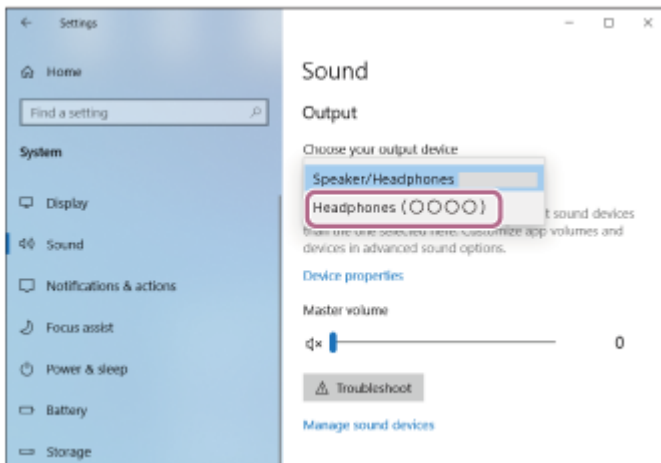 Settings
Home
Find a setting
System
Display
Sound
Notifications & actions
Focus assist
Power & sleep
Battery
Storage
Sound
Output
Choose your output device
Speaker/Headphones
Headphones (○○○○)
t sound devices
than the one selected here. Customize app volumes and
devices in advanced sound options.
Device properties
Master volume
0
Troubleshoot
Manage sound devices